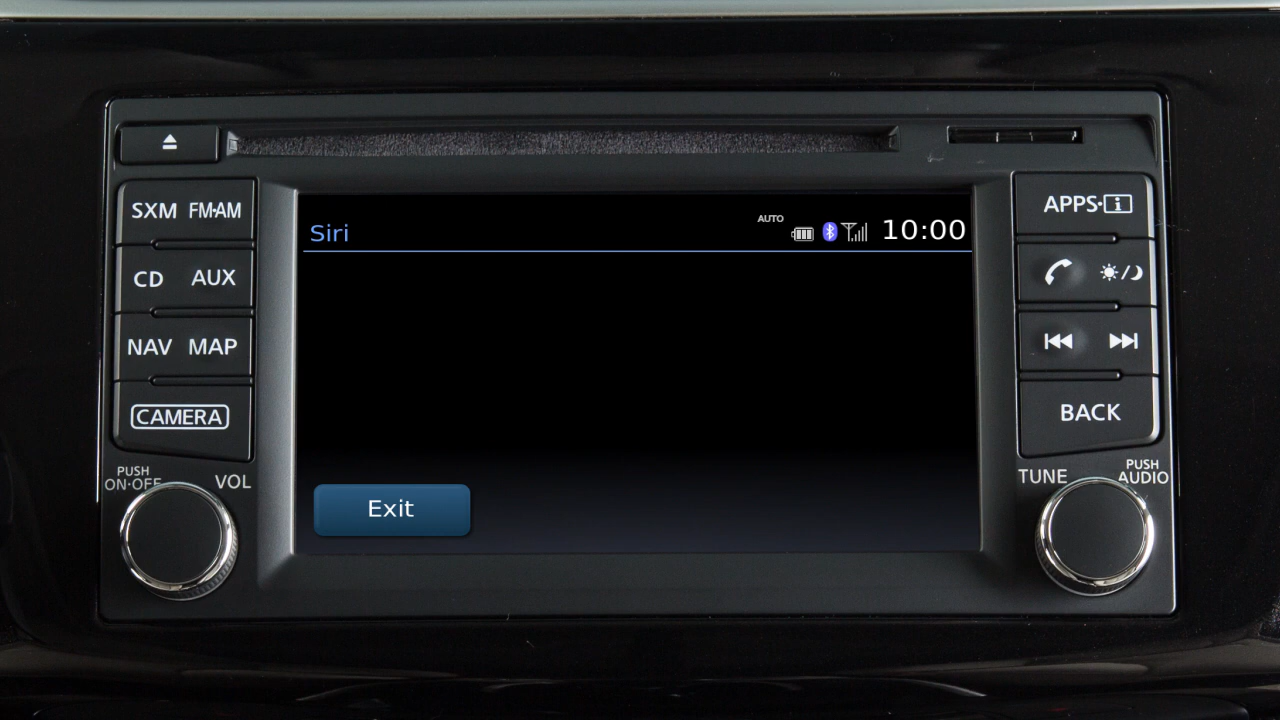 SXM FM·AM
CD AUX
NAV MAP
CAMERA
PUSH
ON·OFF
VOL
Siri
AUTO
10:00
Exit
APPS·i
BACK
TUNE
PUSH
AUDIO